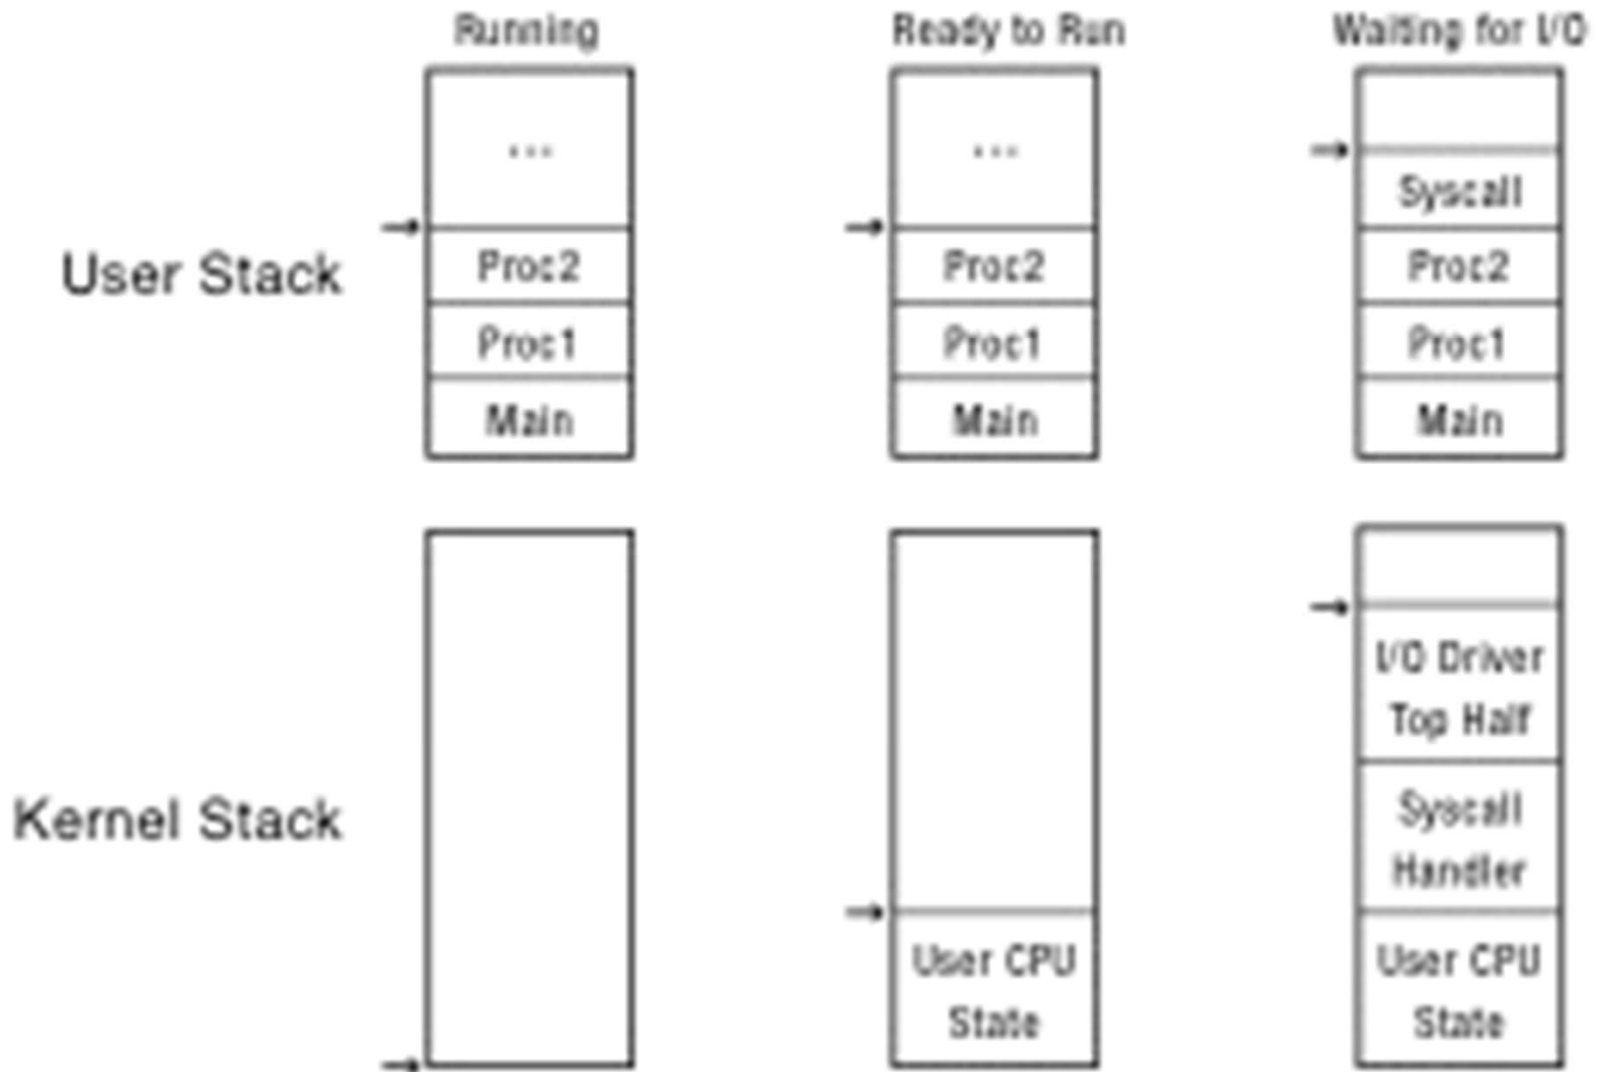 Running
Ready to Run
Waiting for I/O
...
...
Syscall
User Stack
Proc2
Proc2
Proc2
Proc1
Proc1
Proc1
Main
Main
Main
I/O Driver
Top Half
Kernel Stack
Syscall
Handler
User CPU
State
User CPU
State